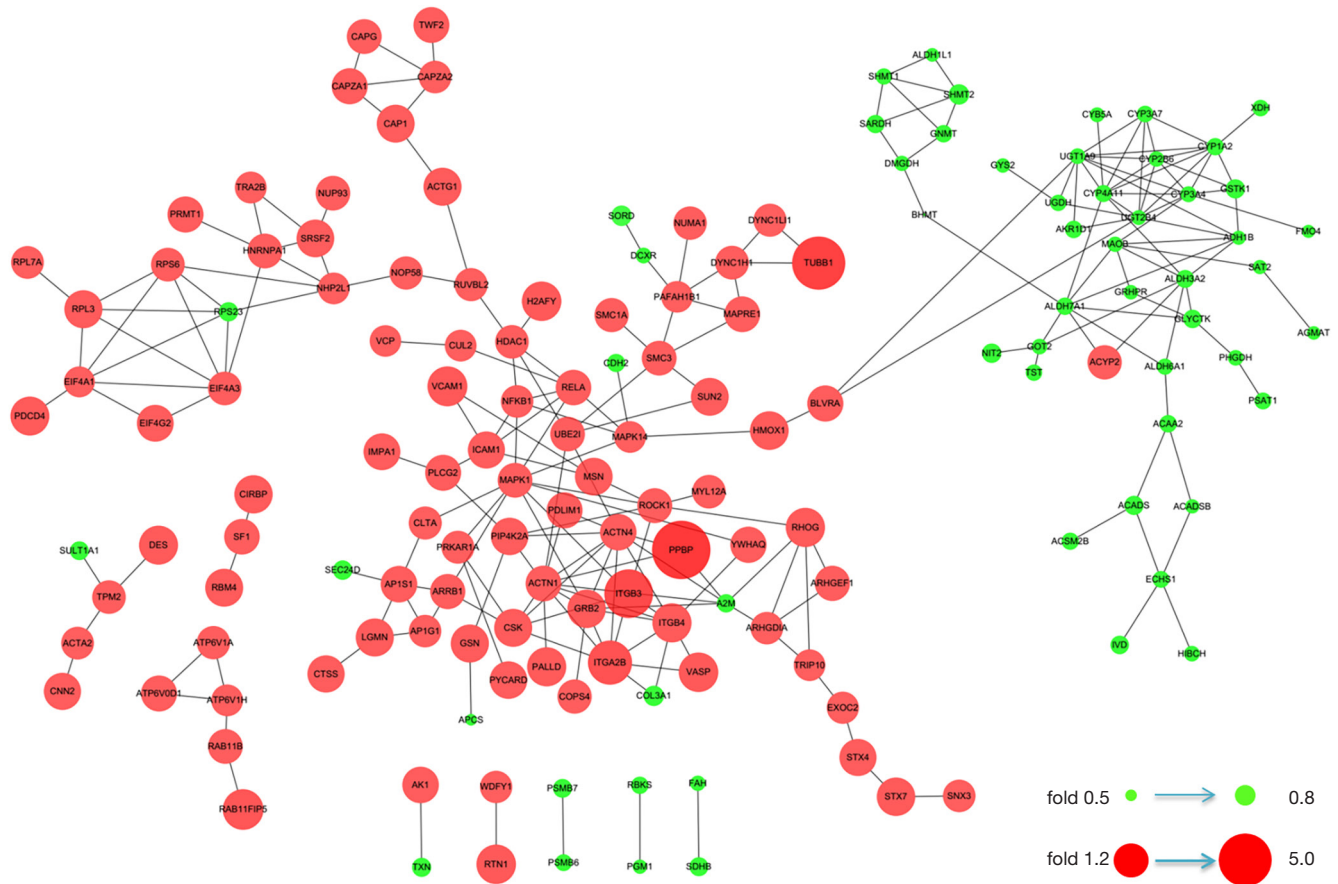 TWF2
CAPG
CAPZA2
CAPZA1
CAP1
ACTG1
ALDH1L1
SHMT1
SHMT2
SARDH
GNMT
DMGDH
BHMT
XDH
CYB5A
CYP3A7
CYP1A2
UGT1A9
CYP2B6
GYS2
CYP4A11
CYP3A4
GSTK1
UGDH
UGT2B4
AKR1D1
FMO4
MAOB
ADH1B
SAT2
ALDH3A2
GRHPR
ALDH7A1
GLYCTK
AGMAT
NIT2
GOT2
TST
ACYP2
ALDH6A1
PHGDH
PSAT1
ACAA2
ACADS
ACADSB
ACSM2B
ECHS1
IVD
HIBCH
TRA2B
NUP93
PRMT1
SRSF2
HNRNPA1
RPL7A
RPS6
NHP2L1
NOP58
RUVBL2
RPL3
RPS23
EIF4A1
EIF4A3
PDCD4
EIF4G2
SORD
NUMA1
DYNC1LI1
DCXR
DYNC1H1
TUBB1
PAFAH1B1
MAPRE1
H2AFY
SMC1A
HDAC1
VCP
CUL2
CDH2
SMC3
VCAM1
RELA
SUN2
NFKB1
BLVRA
UBE2I
MAPK14
HMOX1
IMPA1
ICAM1
PLCG2
MSN
MAPK1
MYL12A
ROCK1
PDLIM1
CLTA
RHOG
ACTN4
PIP4K2A
PPBP
YWHAQ
PRKAR1A
SEC24D
AP1S1
ARRB1
ACTN1
ITGB3
ARHGEF1
A2M
GRB2
ITGB4
CSK
AP1G1
LGMN
GSN
ARHGDIA
CTSS
PYCARD
PALLD
ITGA2B
VASP
TRIP10
COPS4
COL3A1
APCS
EXOC2
STX4
STX7
SNX3
CIRBP
SF1
RBM4
SULT1A1
DES
TPM2
ACTA2
CNN2
ATP6V1A
ATP6V0D1
ATP6V1H
RAB11B
RAB11FIP5
AK1
WDFY1
PSMB7
RBKS
FAH
TXN
RTN1
PSMB6
PGM1
SDHB
fold 0.5 0.8
fold 1.2 5.0